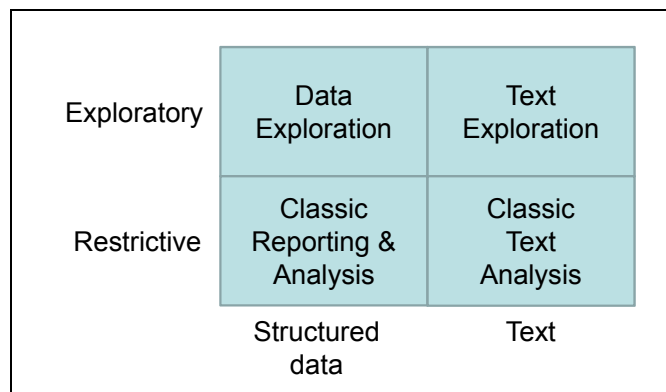 Exploratory
Data
Exploration
Text
Exploration
Restrictive
Classic
Reporting &
Analysis
Classic
Text
Analysis
Structured
data
Text